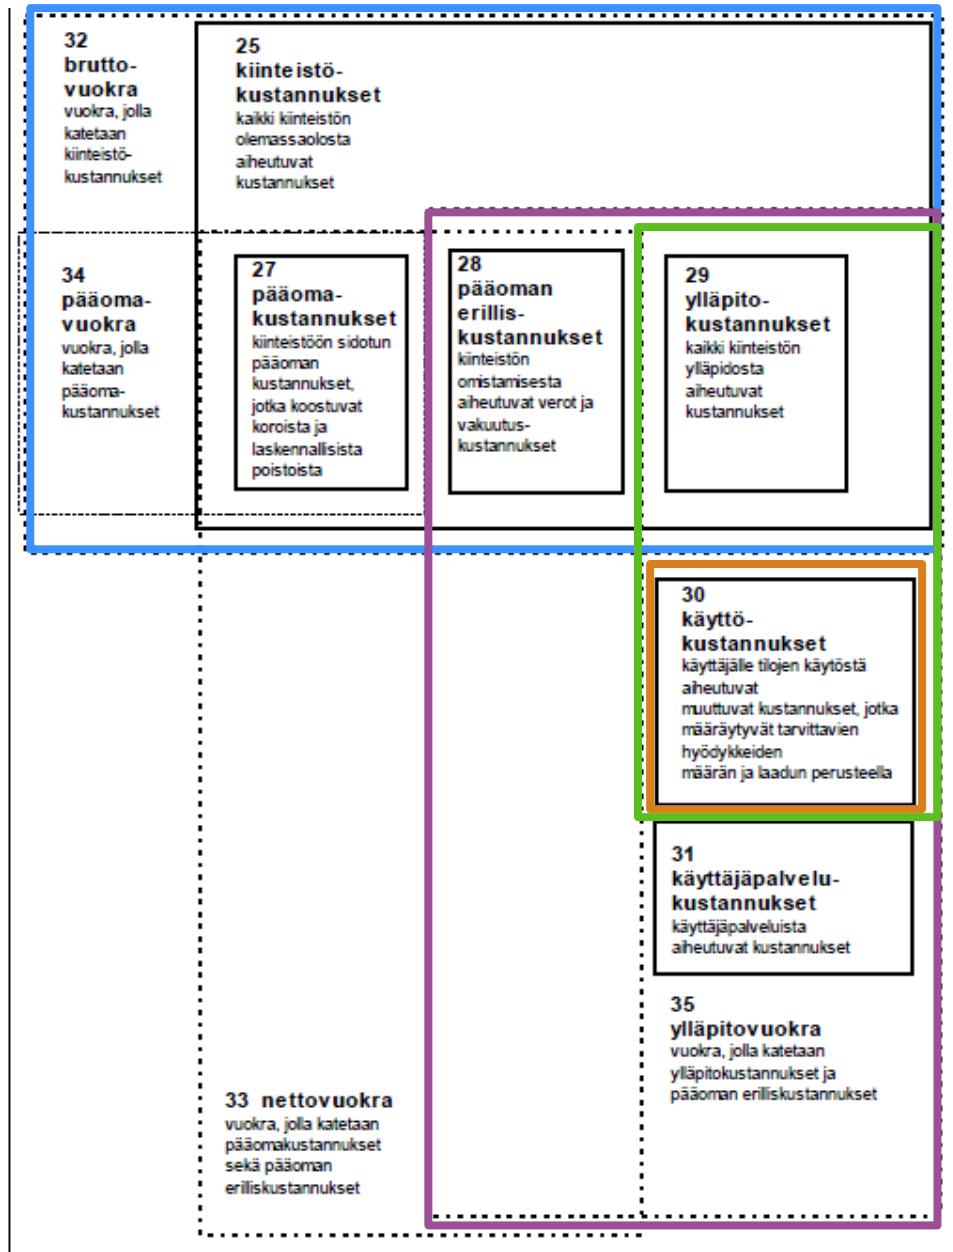 32
brutto-
vuokra
vuokra, jolla
katetaan
kiinteistö-
kustannukset
25
kiinteistö-
kustannukset
kaikki kiinteistön
olemassaolosta
aiheutuvat
kustannukset
34
pääoma-
vuokra
vuokra, jolla
katetaan
pääoma-
kustannukset
27
pääoma-
kustannukset
kiinteistöön sidotun
pääoman
kustannukset,
jotka koostuvat
koroista ja
laskennallisista
poistoista
28
pääoman
erillis-
kustannukset
kiinteistön
omistamisesta
aiheutuvat verot ja
vakuutus-
kustannukset
29
ylläpito-
kustannukset
kaikki kiinteistön
ylläpidosta
aiheutuvat
kustannukset
30
käyttö-
kustannukset
käyttäjälle tilojen käytöstä
aiheutuvat
muuttuvat kustannukset, jotka
määräytyvät tarvittavien
hyödykkeiden
määrän ja laadun perusteella
31
käyttäjäpalvelu-
kustannukset
käyttäjäpalveluista
aiheutuvat kustannukset
35
ylläpitovuokra
vuokra, jolla katetaan
ylläpitokustannukset ja
pääoman erilliskustannukset
33 nettovuokra
vuokra, jolla katetaan
pääomakustannukset
sekä pääoman
erilliskustannukset